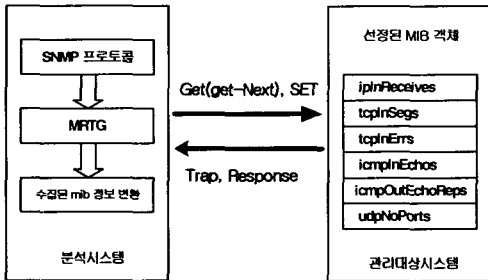 SNMP 프로토콜
MRTG
수집된 mib 정보 변환
분석시스템
Get(get-Next), SET
Trap, Response
선정된 MIB 객체
ipInReceives
tcpInSegs
tcpInErrs
icmpInEchos
icmpOutEchoReps
udpNoPorts
관리대상시스템